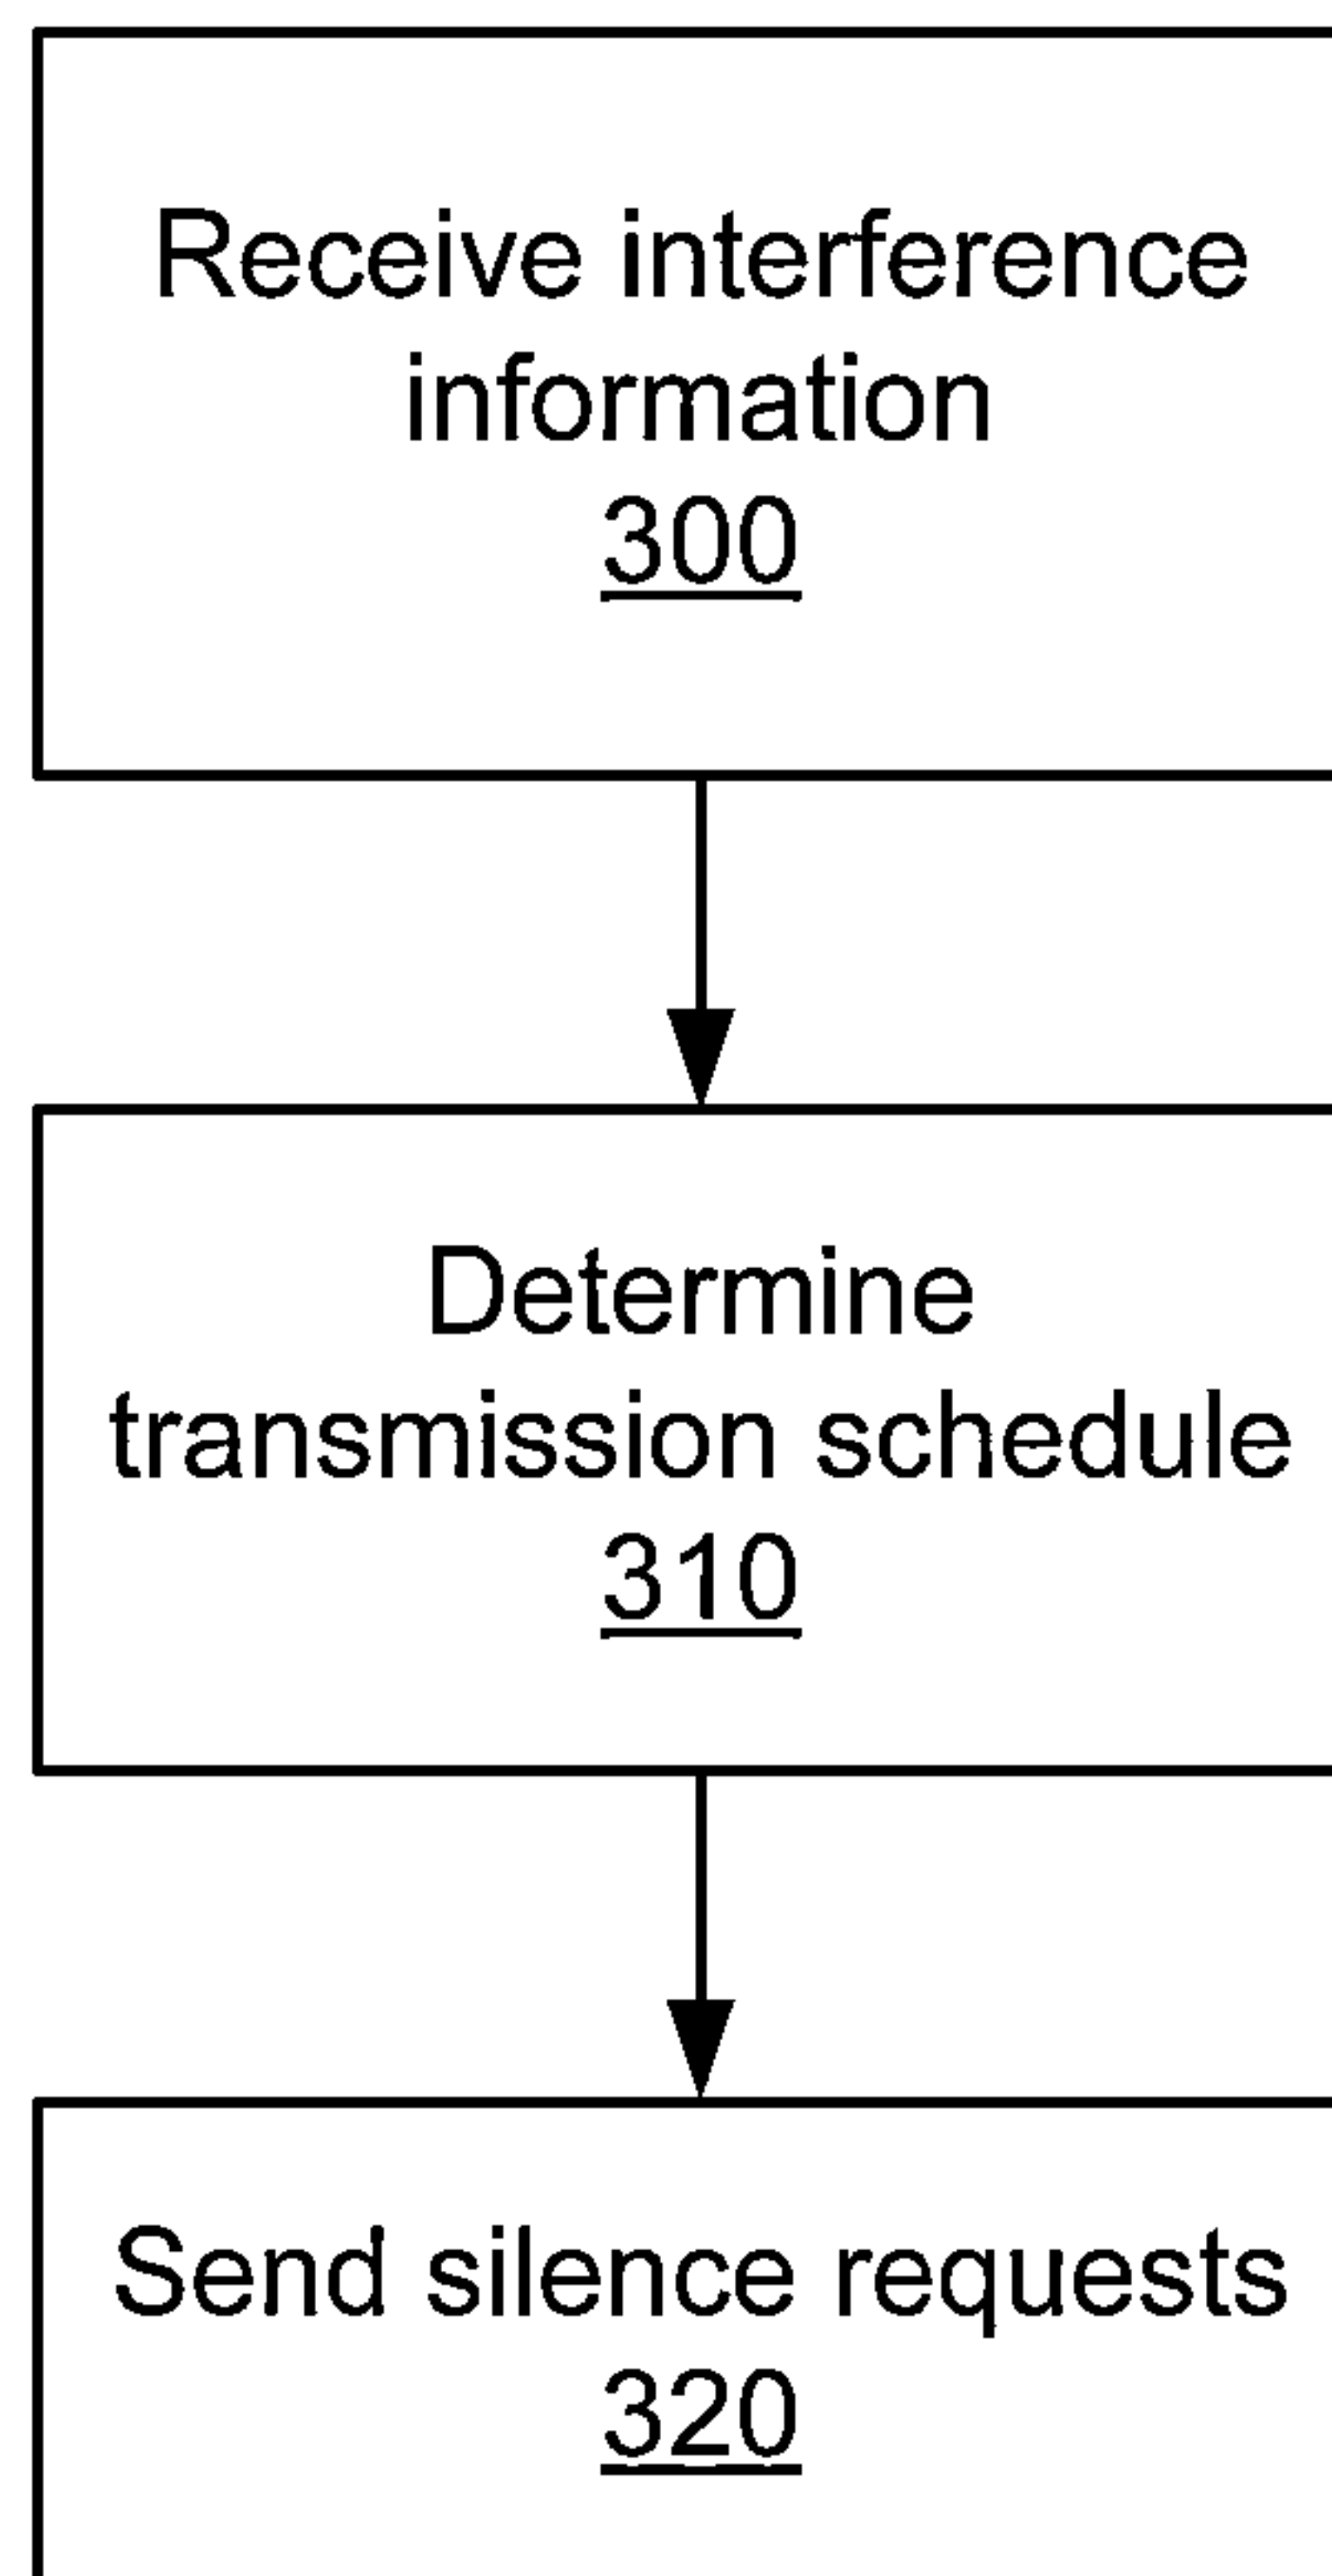 Receive interference
information
300
Determine
transmission schedule
310
Send silence requests
320